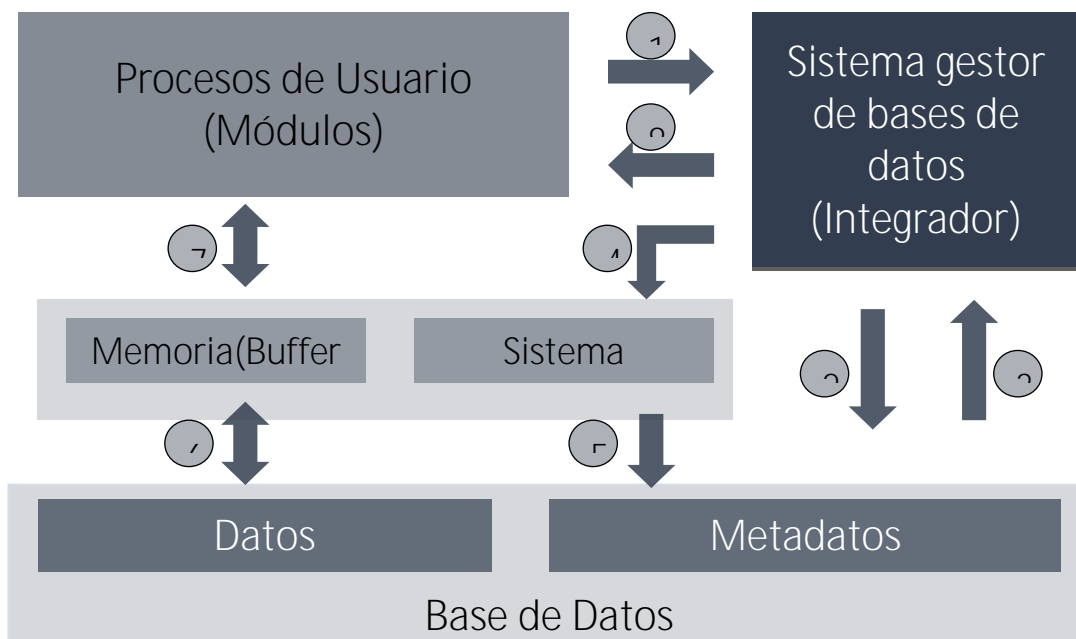 Procesos de Usuario
(Módulos)
Sistema gestor
de bases de
datos
(Integrador)
Memoria(Buffer
Sistema
Datos
Metadatos
Base de Datos